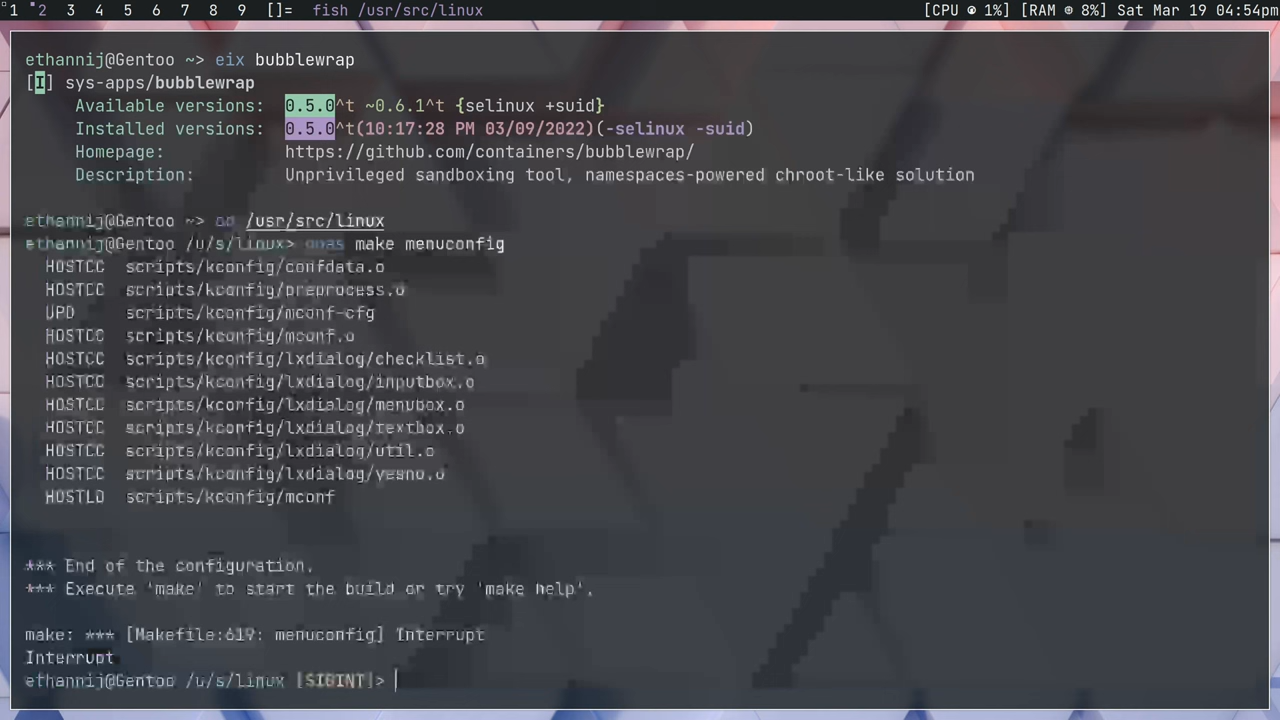 1 2 3 4 5 6 7 8 9 []= fish /usr/src/linux [CPU 1%] [RAM 8%] Sat Mar 19 04:54pm
ethannij@Gentoo ~> eix bubblewrap
[I] sys-apps/bubblewrap
Available versions: 0.5.0^t ~0.6.1^t {selinux +suid}
Installed versions: 0.5.0^t(10:17:28 PM 03/09/2022)(-selinux -suid)
Homepage: https://github.com/containers/bubblewrap/
Description: Unprivileged sandboxing tool, namespaces-powered chroot-like solution
ethannij@Gentoo ~> cd /usr/src/linux
ethannij@Gentoo /u/s/linux> doas make menuconfig
HOSTCC scripts/kconfig/confdata.o
HOSTCC scripts/kconfig/preprocess.o
UPD scripts/kconfig/mconf-cfg
HOSTCC scripts/kconfig/mconf.o
HOSTCC scripts/kconfig/lxdialog/checklist.o
HOSTCC scripts/kconfig/lxdialog/inputbox.o
HOSTCC scripts/kconfig/lxdialog/menubox.o
HOSTCC scripts/kconfig/lxdialog/textbox.o
HOSTCC scripts/kconfig/lxdialog/util.o
HOSTCC scripts/kconfig/lxdialog/yesno.o
HOSTLD scripts/kconfig/mconf
*** End of the configuration.
*** Execute 'make' to start the build or try 'make help'.
make: *** [Makefile:619: menuconfig] Interrupt
Interrupt
ethannij@Gentoo /u/s/linux [SIGINT]>